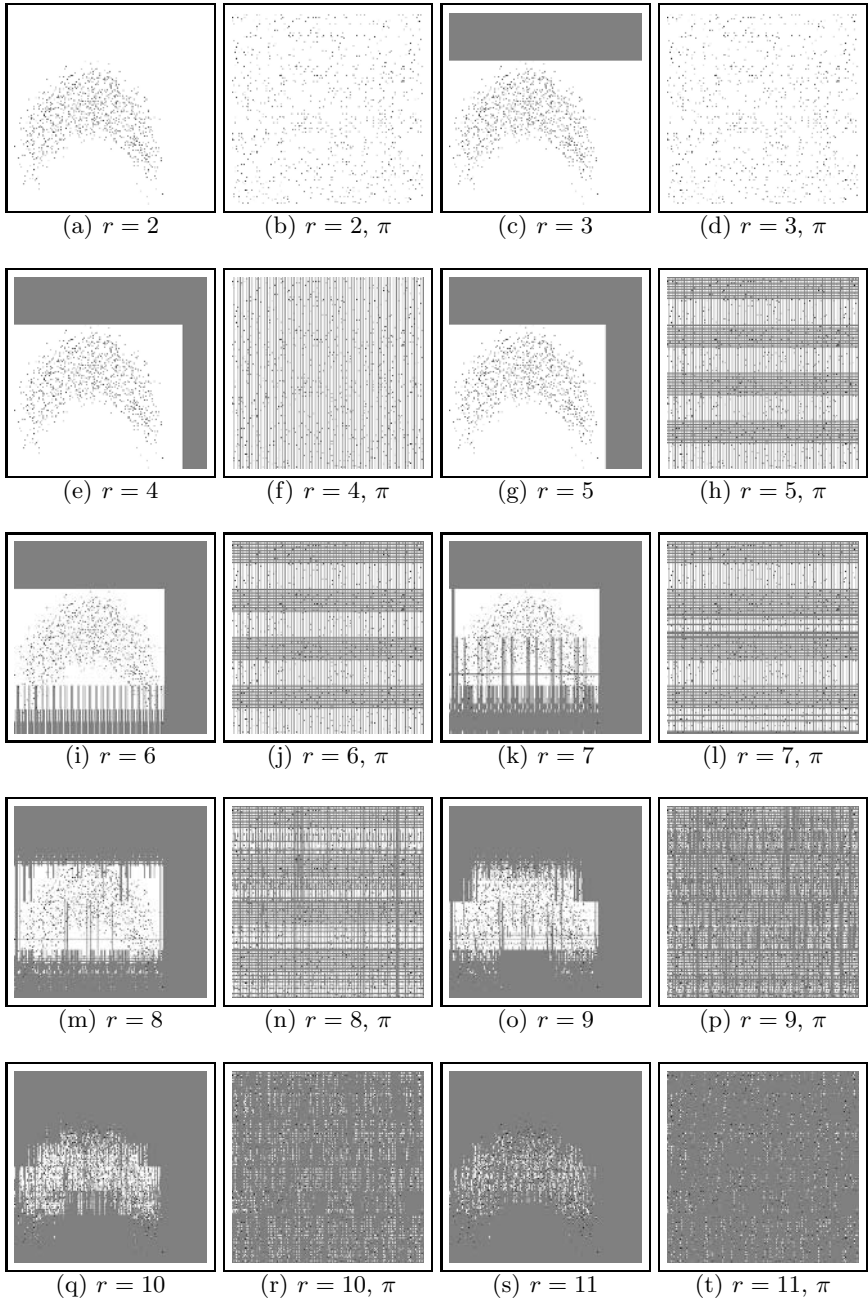 (a) r = 2 (b) r = 2, π (c) r = 3 (d) r = 3, π
(e) r = 4 (f) r = 4, π (g) r = 5 (h) r = 5, π
(i) r = 6 (j) r = 6, π (k) r = 7 (l) r = 7, π
(m) r = 8 (n) r = 8, π (o) r = 9 (p) r = 9, π
(q) r = 10 (r) r = 10, π (s) r = 11 (t) r = 11, π